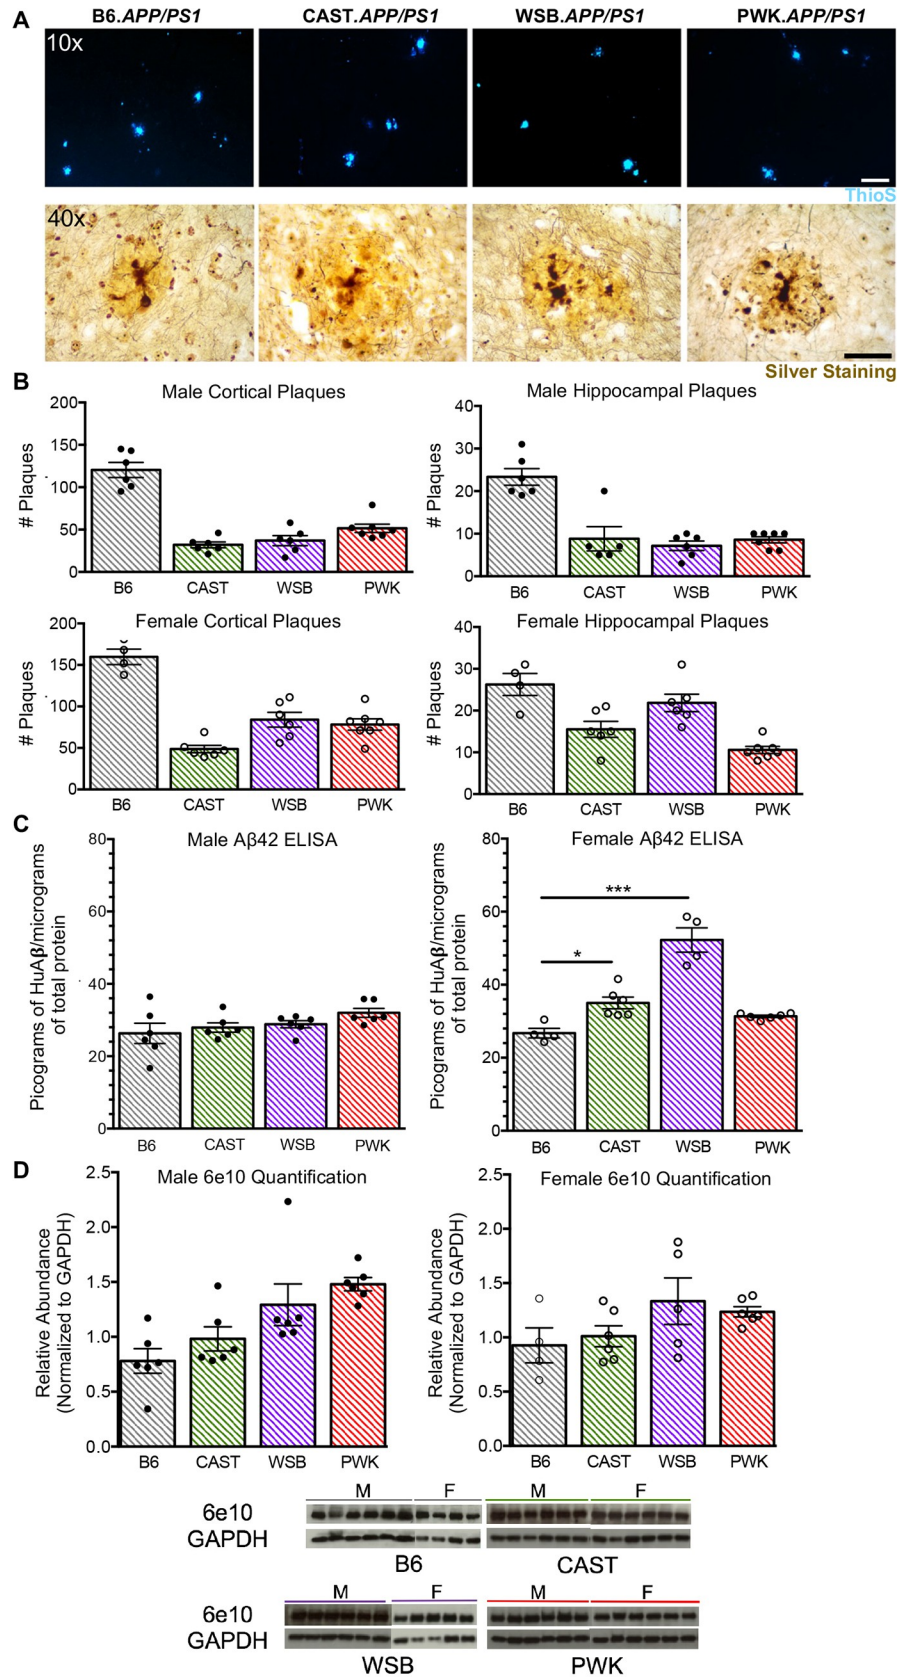 A
B6.APP/PS1 CAST.APP/PS1 WSB.APP/PS1 PWK.APP/PS1
10x
ThioS
40x
Silver Staining
B
Male Cortical Plaques
# Plaques
200
150
100
50
0
B6 CAST WSB PWK
Male Hippocampal Plaques
# Plaques
40
30
20
10
0
B6 CAST WSB PWK
Female Cortical Plaques
# Plaques
200
150
100
50
0
B6 CAST WSB PWK
Female Hippocampal Plaques
# Plaques
40
30
20
10
0
B6 CAST WSB PWK
C
Male Aβ42 ELISA
Picograms of HuAβ/micrograms
of total protein
80
60
40
20
0
B6 CAST WSB PWK
Female Aβ42 ELISA
Picograms of HuAβ/micrograms
of total protein
80
60
40
20
0
***
*
B6 CAST WSB PWK
D
Male 6e10 Quantification
Relative Abundance
(Normalized to GAPDH)
2.5
2.0
1.5
1.0
0.5
0.0
B6 CAST WSB PWK
Female 6e10 Quantification
Relative Abundance
(Normalized to GAPDH)
2.5
2.0
1.5
1.0
0.5
0.0
B6 CAST WSB PWK
M F M F
6e10
GAPDH
B6 CAST
M F M F
6e10
GAPDH
WSB PWK